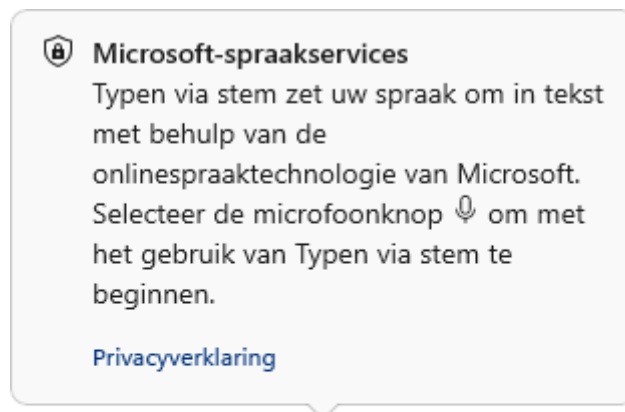 Microsoft-spraakservices
Typen via stem zet uw spraak om in tekst
met behulp van de
onlinespraaktechnologie van Microsoft.
Selecteer de microfoonknop om met
het gebruik van Typen via stem te
beginnen.
Privacyverklaring